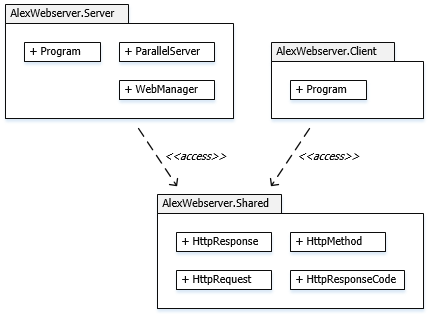 AlexWebserver.Server
+ Program
+ ParallelServer
+ WebManager
AlexWebserver.Client
+ Program
<<access>>
<<access>>
AlexWebserver.Shared
+ HttpResponse
+ HttpMethod
+ HttpRequest
+ HttpResponseCode